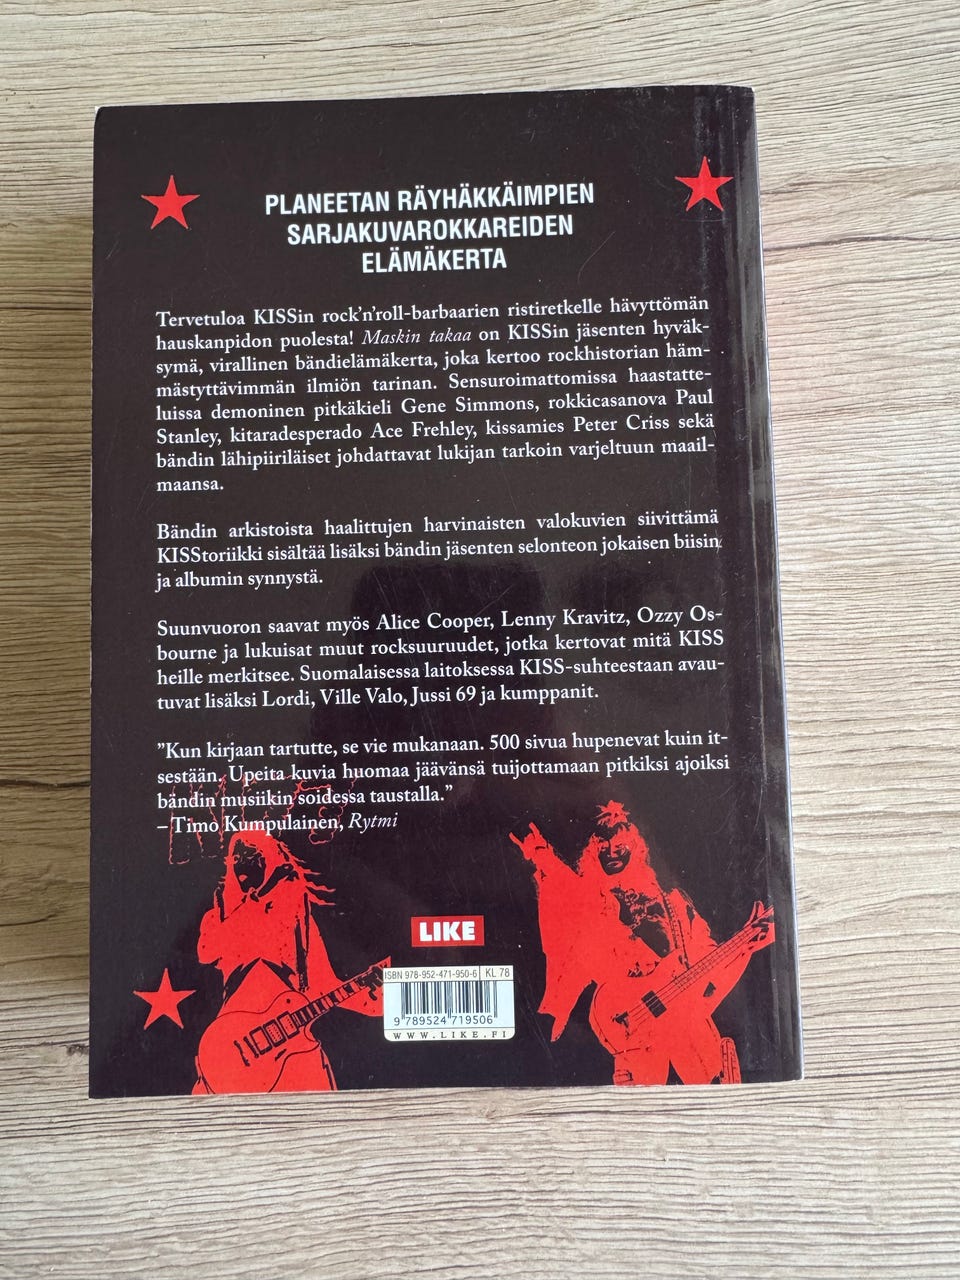 PLANEETAN RÄYHÄKKÄIMPIEN
SARJAKUVAROKKAREIDEN
ELÄMÄKERTA
Tervetuloa KISSin rock'n'roll-barbaarien ristiretkelle hävyttömän
hauskanpidon puolesta! Maskin takaa on KISSin jäsenten hyväk-
symä, virallinen bändielämäkerta, joka kertoo rockhistorian häm-
mästyttävimmän ilmiön tarinan. Sensuroimattomissa haastatte-
luissa demoninen pitkäkieli Gene Simmons, rokkicasanova Paul
Stanley, kitaradesperado Ace Frehley, kissamies Peter Criss sekä
bändin lähipiiriläiset johdattavat lukijan tarkoin varjeltuun maail-
maansa.
Bändin arkistoista haalittujen harvinaisten valokuvien siivittämä
KISStoriikki sisältää lisäksi bändin jäsenten selonteon jokaisen biisin
ja albumin synnystä.
Suunvuoron saavat myös Alice Cooper, Lenny Kravitz, Ozzy Os-
bourne ja lukuisat muut rocksuuruudet, jotka kertovat mitä KISS
heille merkitsee. Suomalaisessa laitoksessa KISS-suhteestaan avau-
tuvat lisäksi Lordi, Ville Valo, Jussi 69 ja kumppanit.
”Kun kirjaan tartutte, se vie mukanaan. 500 sivua hupenevat kuin it-
sestään. Upeita kuvia huomaa jäävänsä tuijottamaan pitkiksi ajoiksi
bändin musiikin soidessa taustalla.”
– Timo Kumpulainen, Rytmi
LIKE
ISBN 978-952-471-950-6 KL 78
9 789524 719506
WWW.LIKE.FI